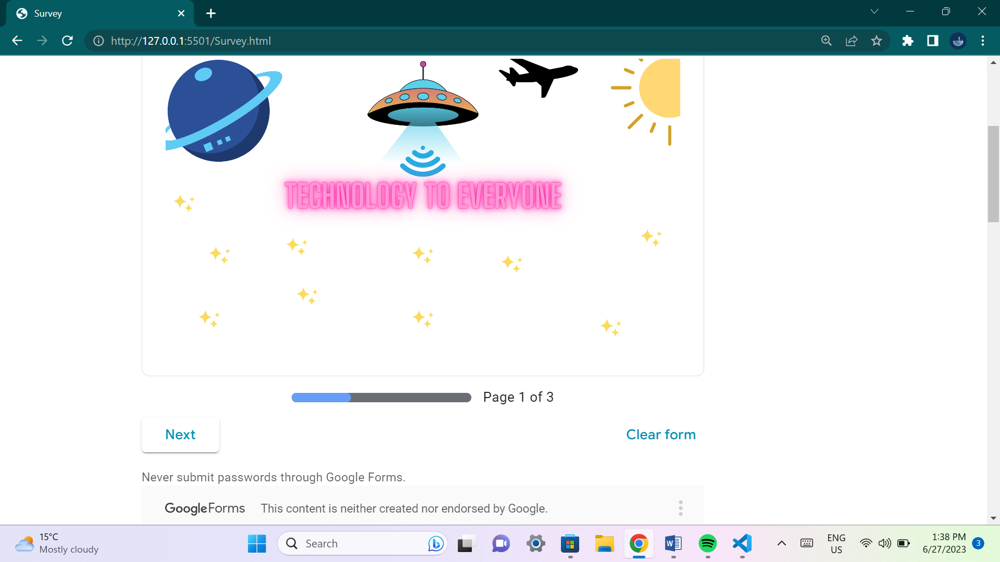 Survey
http://127.0.0.1:5501/Survey.html
TECHNOLOGY TO EVERYONE
Page 1 of 3
Next
Clear form
Never submit passwords through Google Forms.
Google Forms This content is neither created nor endorsed by Google.
15°C
Mostly cloudy
Search
W
ENG
US
1:38 PM
6/27/2023
3